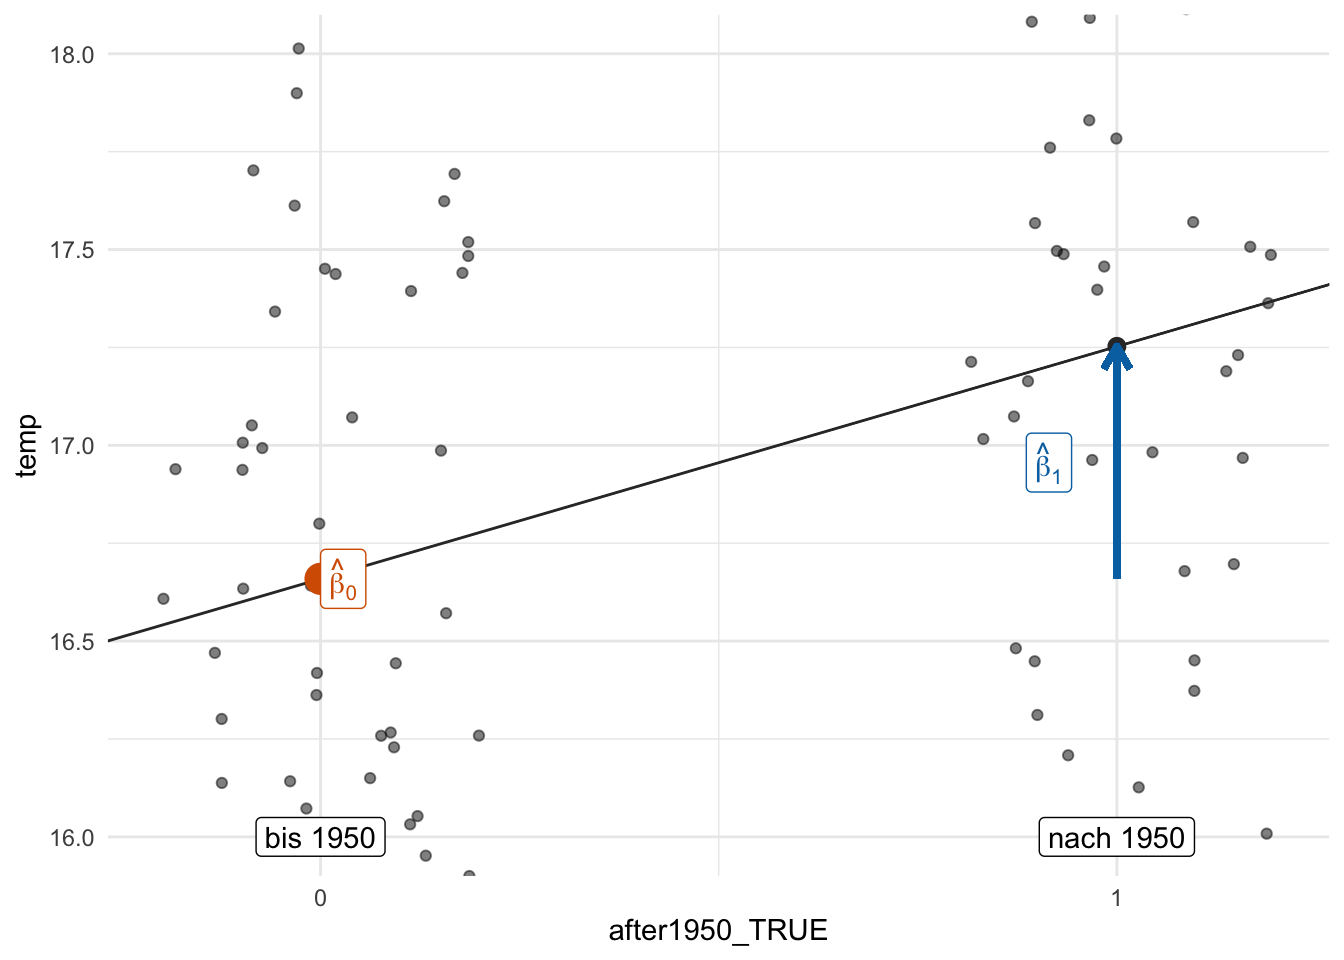 18.0
17.5
17.0
16.5
16.0
temp
β̂₁
β̂₀
bis 1950
nach 1950
0
1
after1950_TRUE